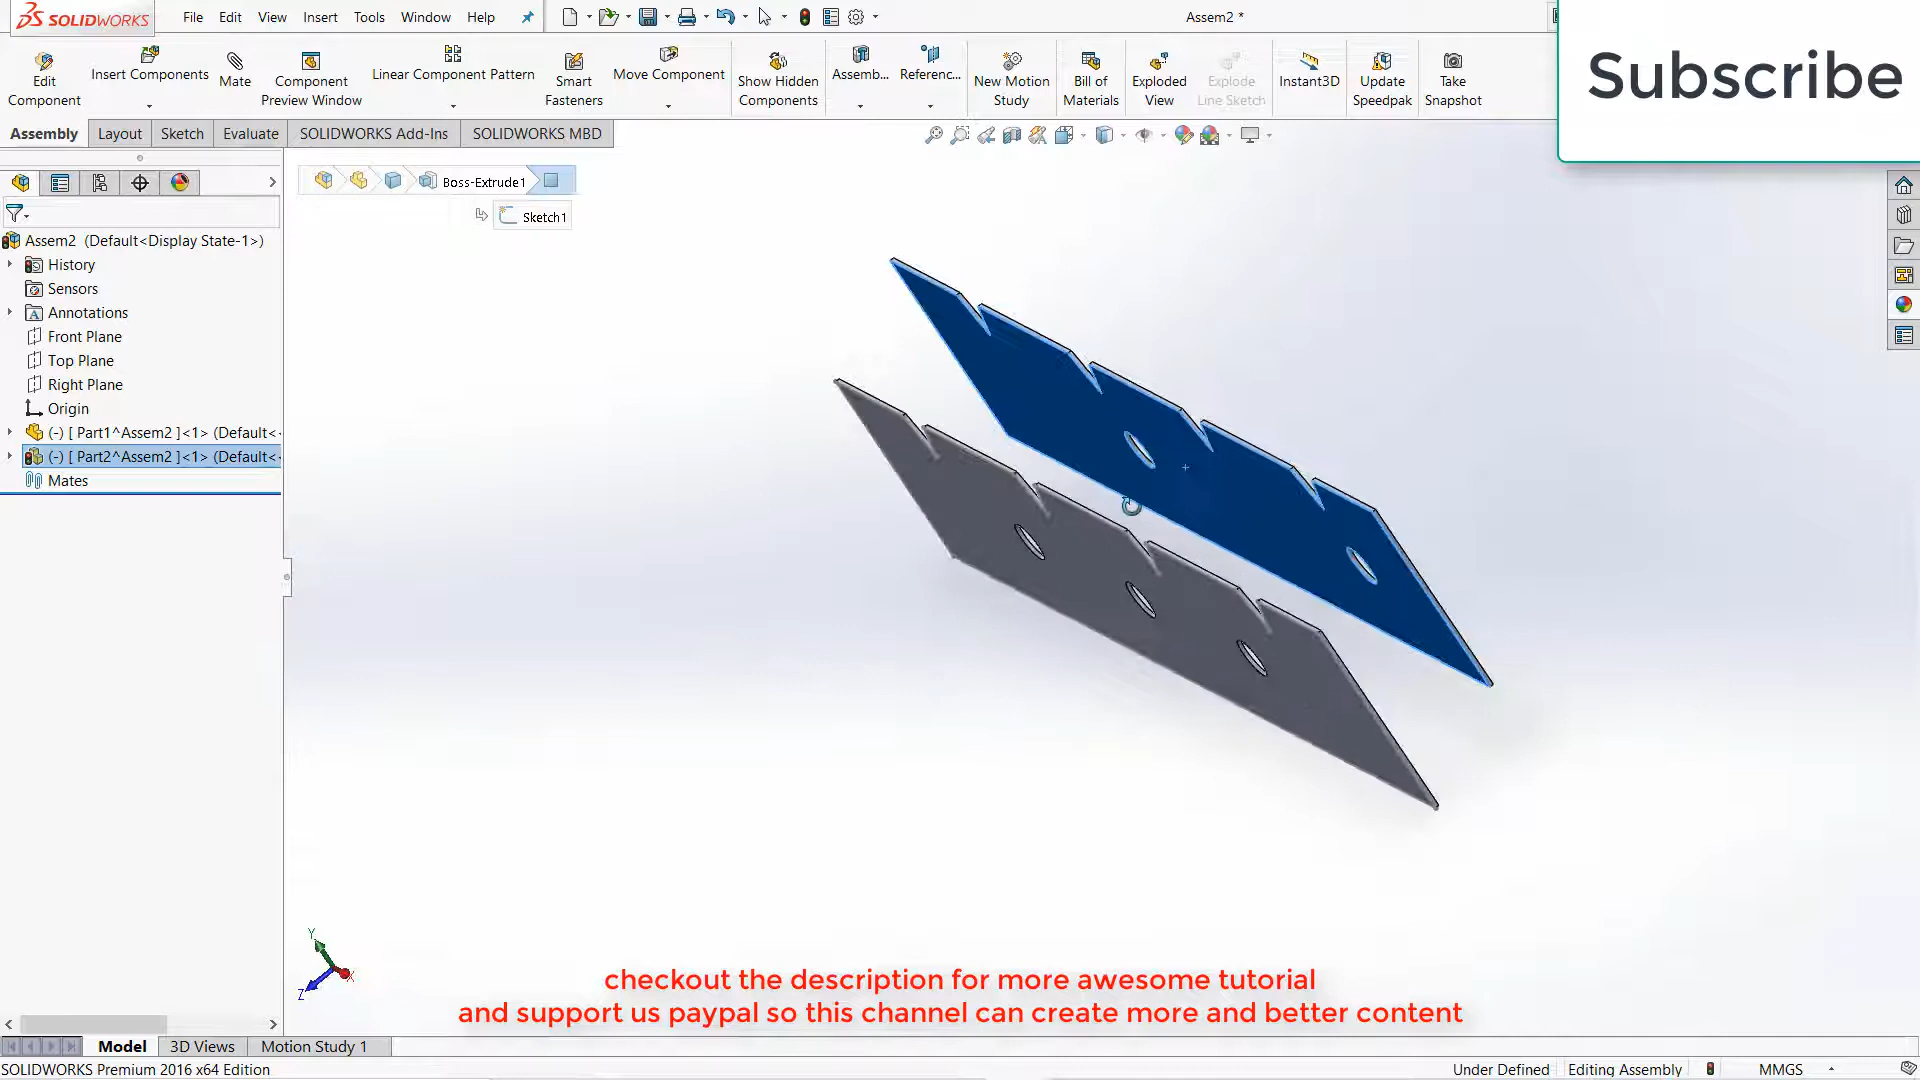 SOLIDWORKS
File Edit View Insert Tools Window Help
Assem2 *
Subscribe
Edit Component
Insert Components
Mate
Component Preview Window
Linear Component Pattern
Smart Fasteners
Move Component
Show Hidden Components
Assemb...
Referenc...
New Motion Study
Bill of Materials
Exploded View
Explode Line Sketch
Instant3D
Update Speedpak
Take Snapshot
Assembly Layout Sketch Evaluate SOLIDWORKS Add-Ins SOLIDWORKS MBD
Boss-Extrude1
Sketch1
Assem2 (Default<Display State-1>)
History
Sensors
A Annotations
Front Plane
Top Plane
Right Plane
Origin
(-) [ Part1^Assem2 ]<1> (Default<
(-) [ Part2^Assem2 ]<1> (Default<
Mates
Y
X
Z
checkout the description for more awesome tutorial
and support us paypal so this channel can create more and better content
Model 3D Views Motion Study 1
SOLIDWORKS Premium 2016 x64 Edition
Under Defined Editing Assembly MMGS